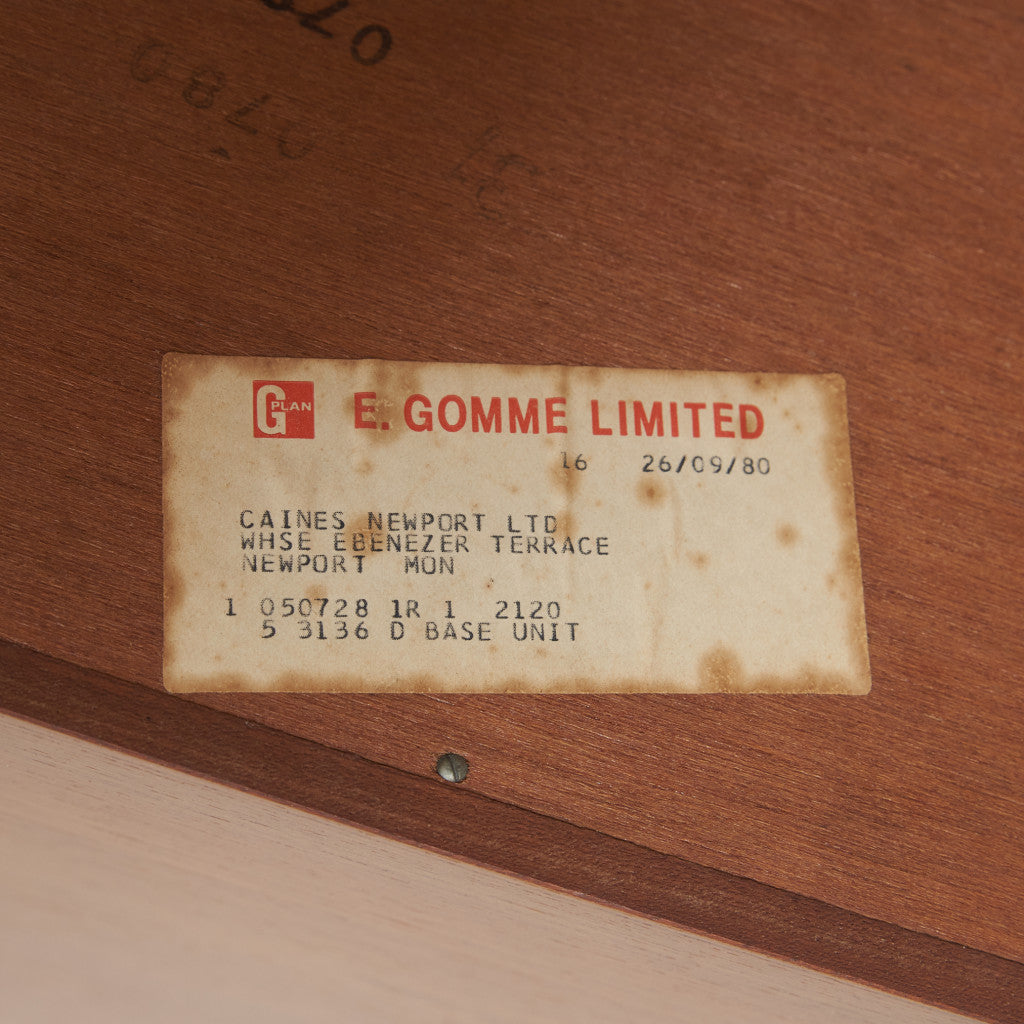 0780
G PLAN E. GOMME LIMITED
16 26/09/80
CAINES NEWPORT LTD
WHSE EBENEZER TERRACE
NEWPORT MON
1 050728 1R 1 2120
5 3136 D BASE UNIT